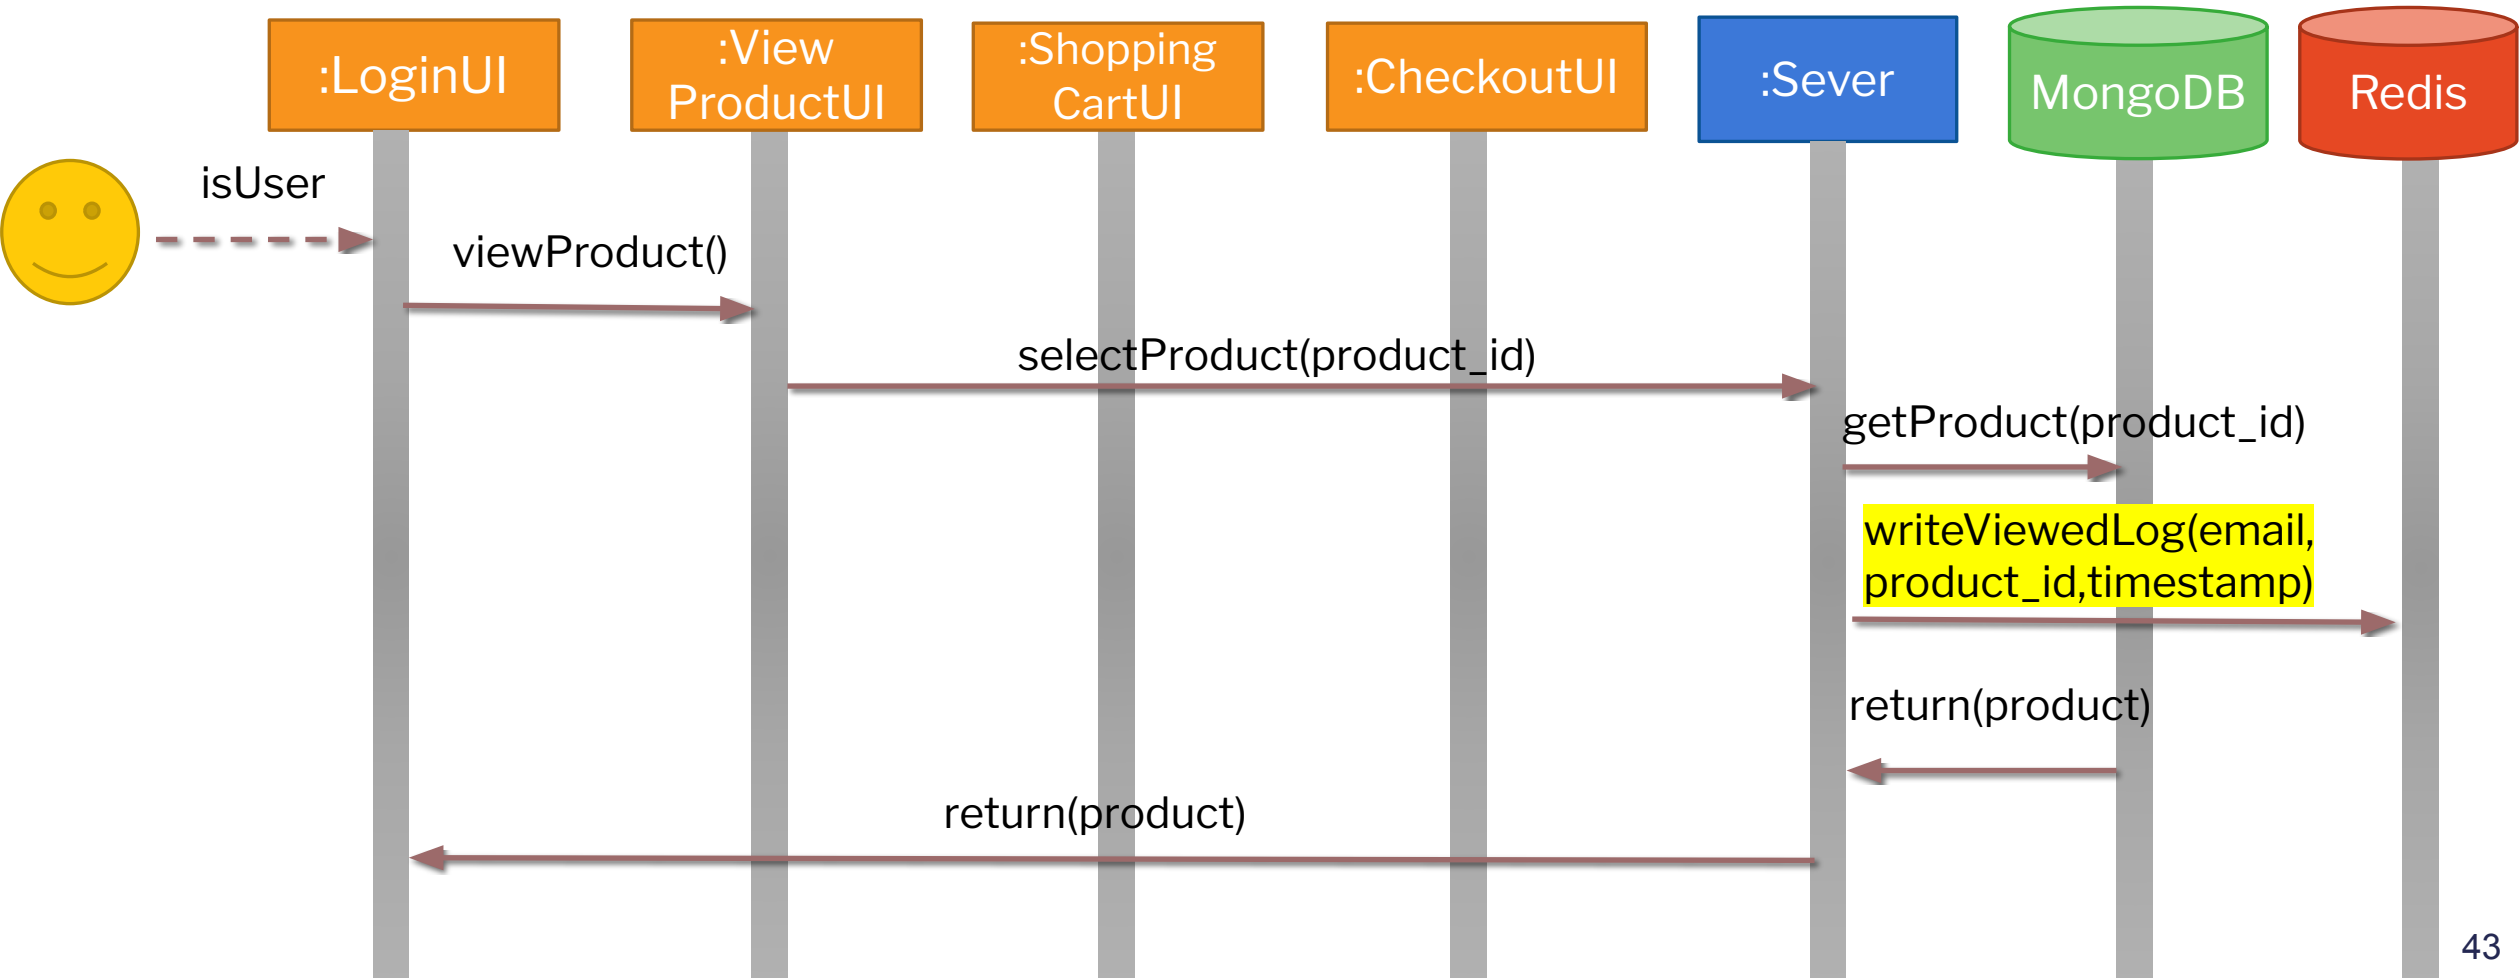 :LoginUI
:View
ProductUI
:Shopping
CartUI
:CheckoutUI
:Sever
MongoDB
Redis
isUser
viewProduct()
selectProduct(product_id)
getProduct(product_id)
writeViewedLog(email,
product_id,timestamp)
return(product)
return(product)
43